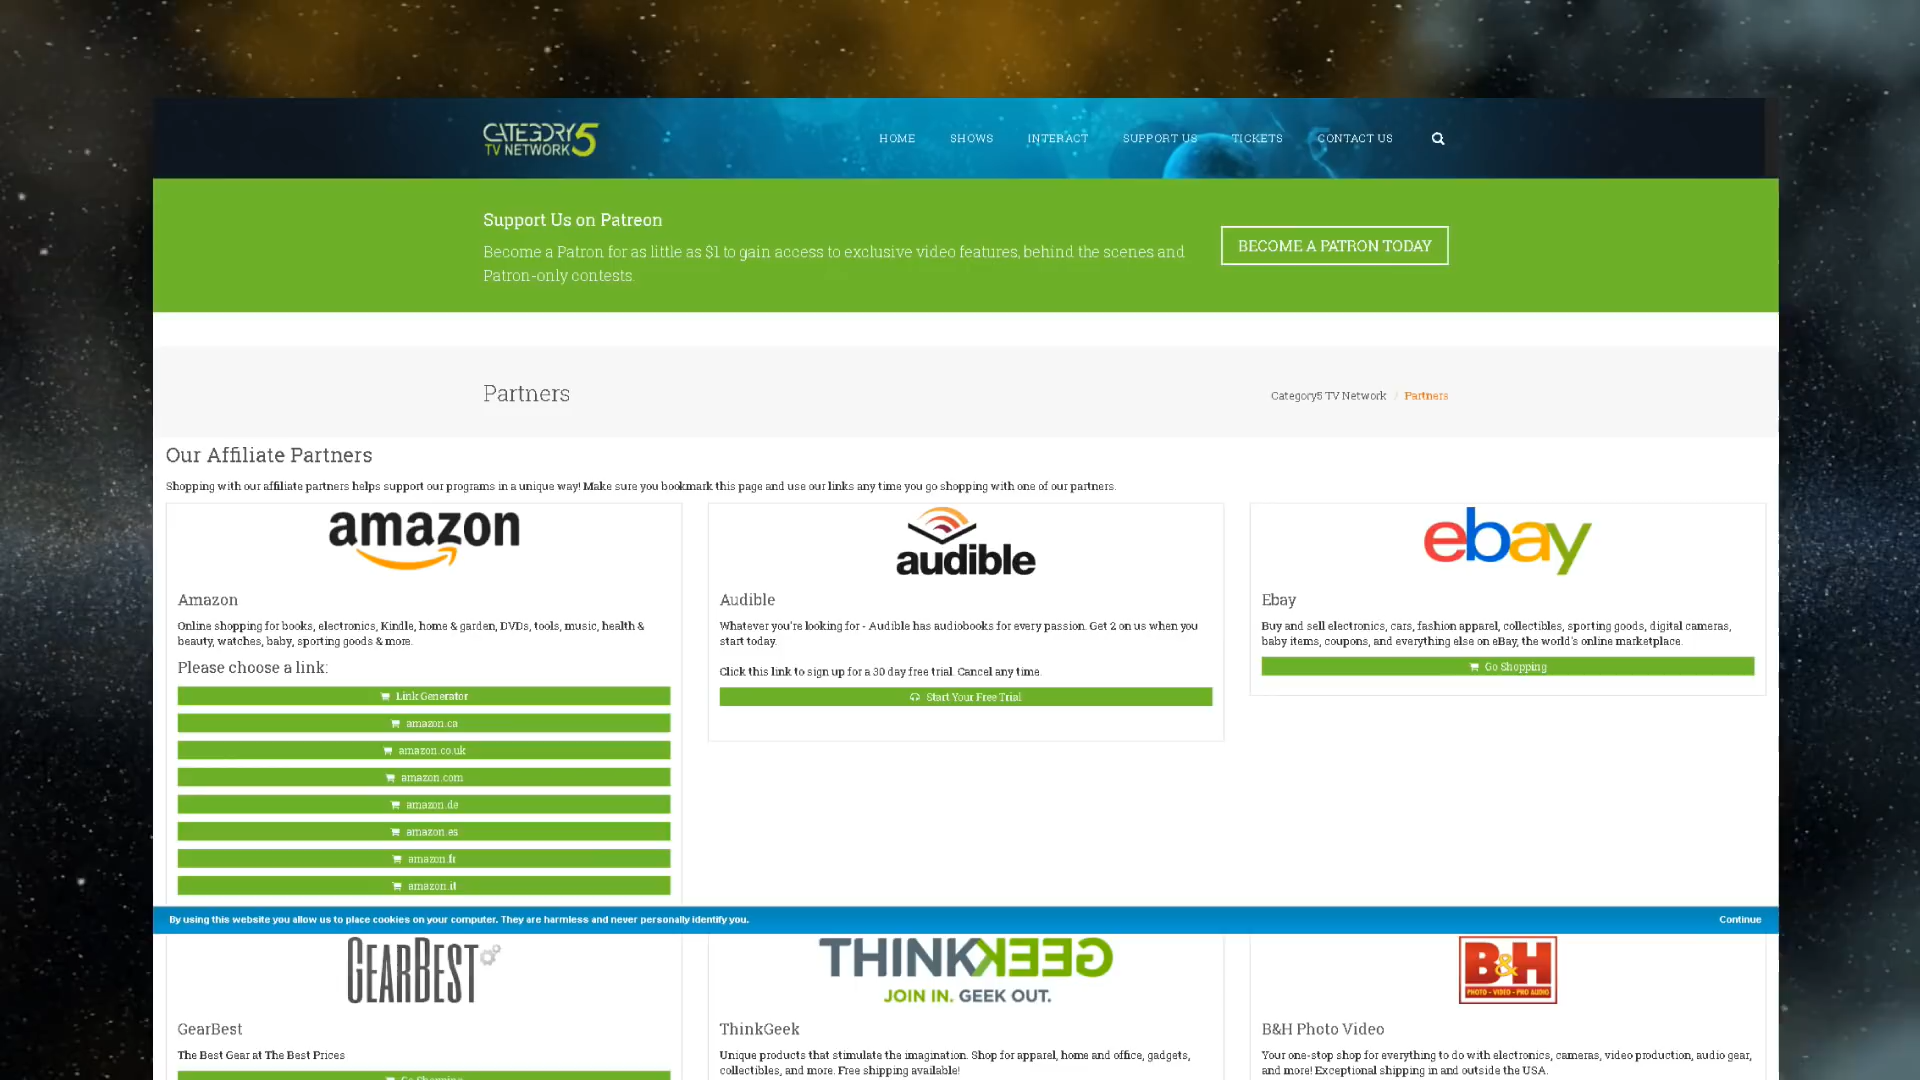 CATEGORY5
TV NETWORK
HOME SHOWS INTERACT SUPPORT US TICKETS CONTACT US
Support Us on Patreon
Become a Patron for as little as $1 to gain access to exclusive video features, behind the scenes and
Patron-only contests.
BECOME A PATRON TODAY
Partners
Category5 TV Network / Partners
Our Affiliate Partners
Shopping with our affiliate partners helps support our programs in a unique way! Make sure you bookmark this page and use our links any time you go shopping with one of our partners.
amazon
Amazon
Online shopping for books, electronics, Kindle, home & garden, DVDs, tools, music, health &
beauty, watches, baby, sporting goods & more.
Please choose a link:
Link Generator
amazon.ca
amazon.co.uk
amazon.com
amazon.de
amazon.es
amazon.fr
amazon.it
audible
Audible
Whatever you're looking for - Audible has audiobooks for every passion. Get 2 on us when you
start today.
Click this link to sign up for a 30 day free trial. Cancel any time.
Start Your Free Trial
ebay
Ebay
Buy and sell electronics, cars, fashion apparel, collectibles, sporting goods, digital cameras,
baby items, coupons, and everything else on eBay, the world's online marketplace.
Go Shopping
By using this website you allow us to place cookies on your computer. They are harmless and never personally identify you.
Continue
GEARBEST
GearBest
The Best Gear at The Best Prices
Go Shopping
THINKGEEK
JOIN IN. GEEK OUT.
ThinkGeek
Unique products that stimulate the imagination. Shop for apparel, home and office, gadgets,
collectibles, and more. Free shipping available!
B&H
PHOTO - VIDEO - PRO AUDIO
B&H Photo Video
Your one-stop shop for everything to do with electronics, cameras, video production, audio gear,
and more! Exceptional shipping in and outside the USA.